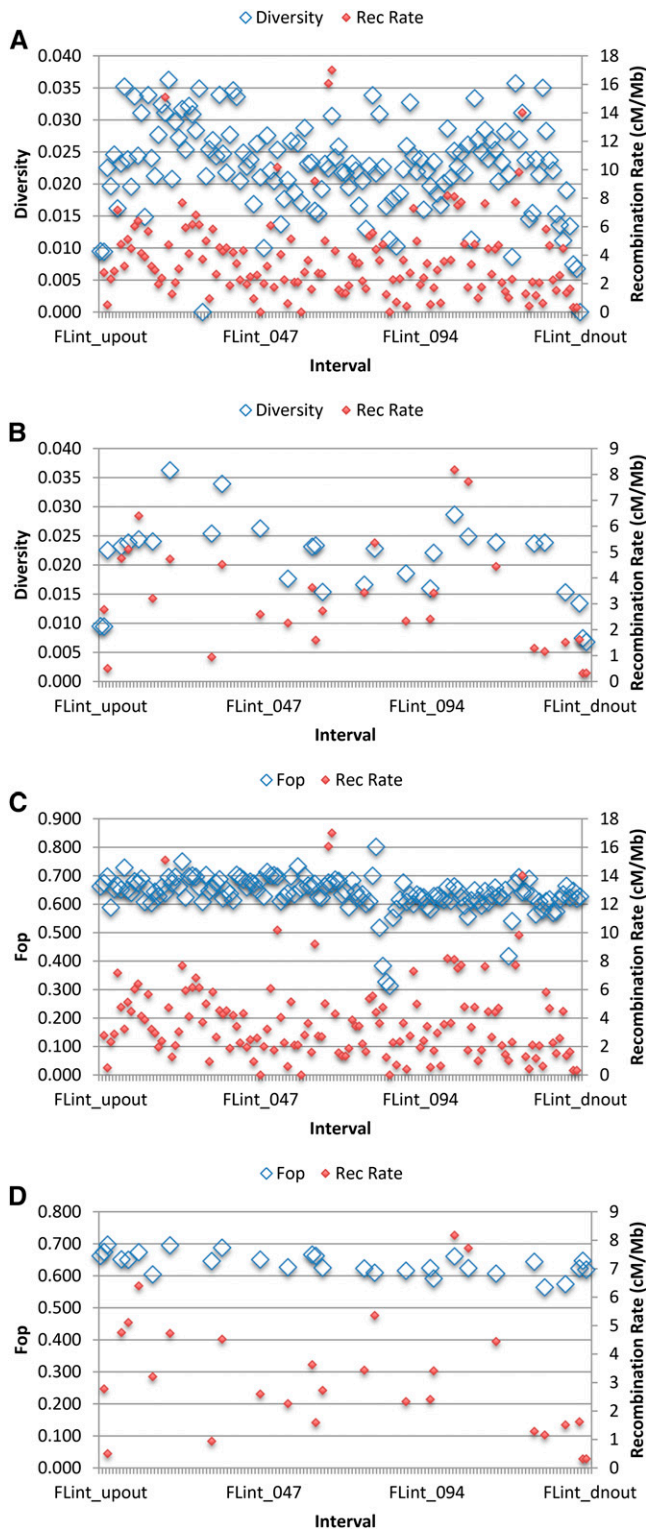 Diversity Rec Rate
A
0.040 18
0.035 16
0.030 14
0.025 12
0.020 10
0.015 8
0.010 6
0.005 4
0.000 2
0
Diversity
Recombination Rate (cM/Mb)
FLint_upout FLint_047 FLint_094 FLint_dnout
Interval
Diversity Rec Rate
B
0.040 9
0.035 8
0.030 7
0.025 6
0.020 5
0.015 4
0.010 3
0.005 2
0.000 1
0
Diversity
Recombination Rate (cM/Mb)
FLint_upout FLint_047 FLint_094 FLint_dnout
Interval
Fop Rec Rate
C
0.900 18
0.800 16
0.700 14
0.600 12
0.500 10
0.400 8
0.300 6
0.200 4
0.100 2
0.000 0
Fop
Recombination Rate (cM/Mb)
FLint_upout FLint_047 FLint_094 FLint_dnout
Interval
Fop Rec Rate
D
0.800 9
0.700 8
0.600 7
0.500 6
0.400 5
0.300 4
0.200 3
0.100 2
0.000 1
0
Fop
Recombination Rate (cM/Mb)
FLint_upout FLint_047 FLint_094 FLint_dnout
Interval